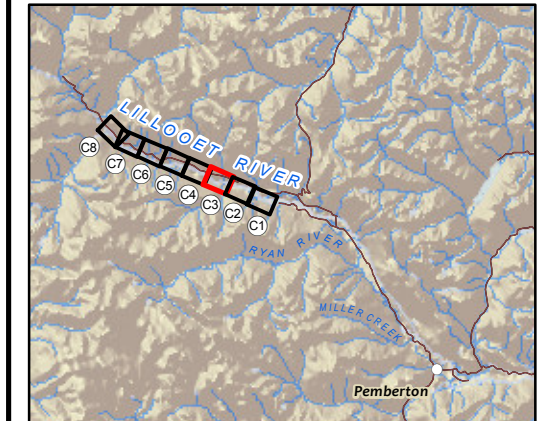 LILLOOET RIVER
C8
C7
C6
C5
C4
C3
C2
C1
RYAN RIVER
MILLER CREEK
Pemberton